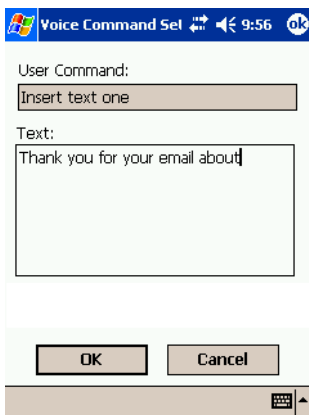 Voice Command Set 9:56 ok
User Command:
Insert text one
Text:
Thank you for your email about
OK Cancel